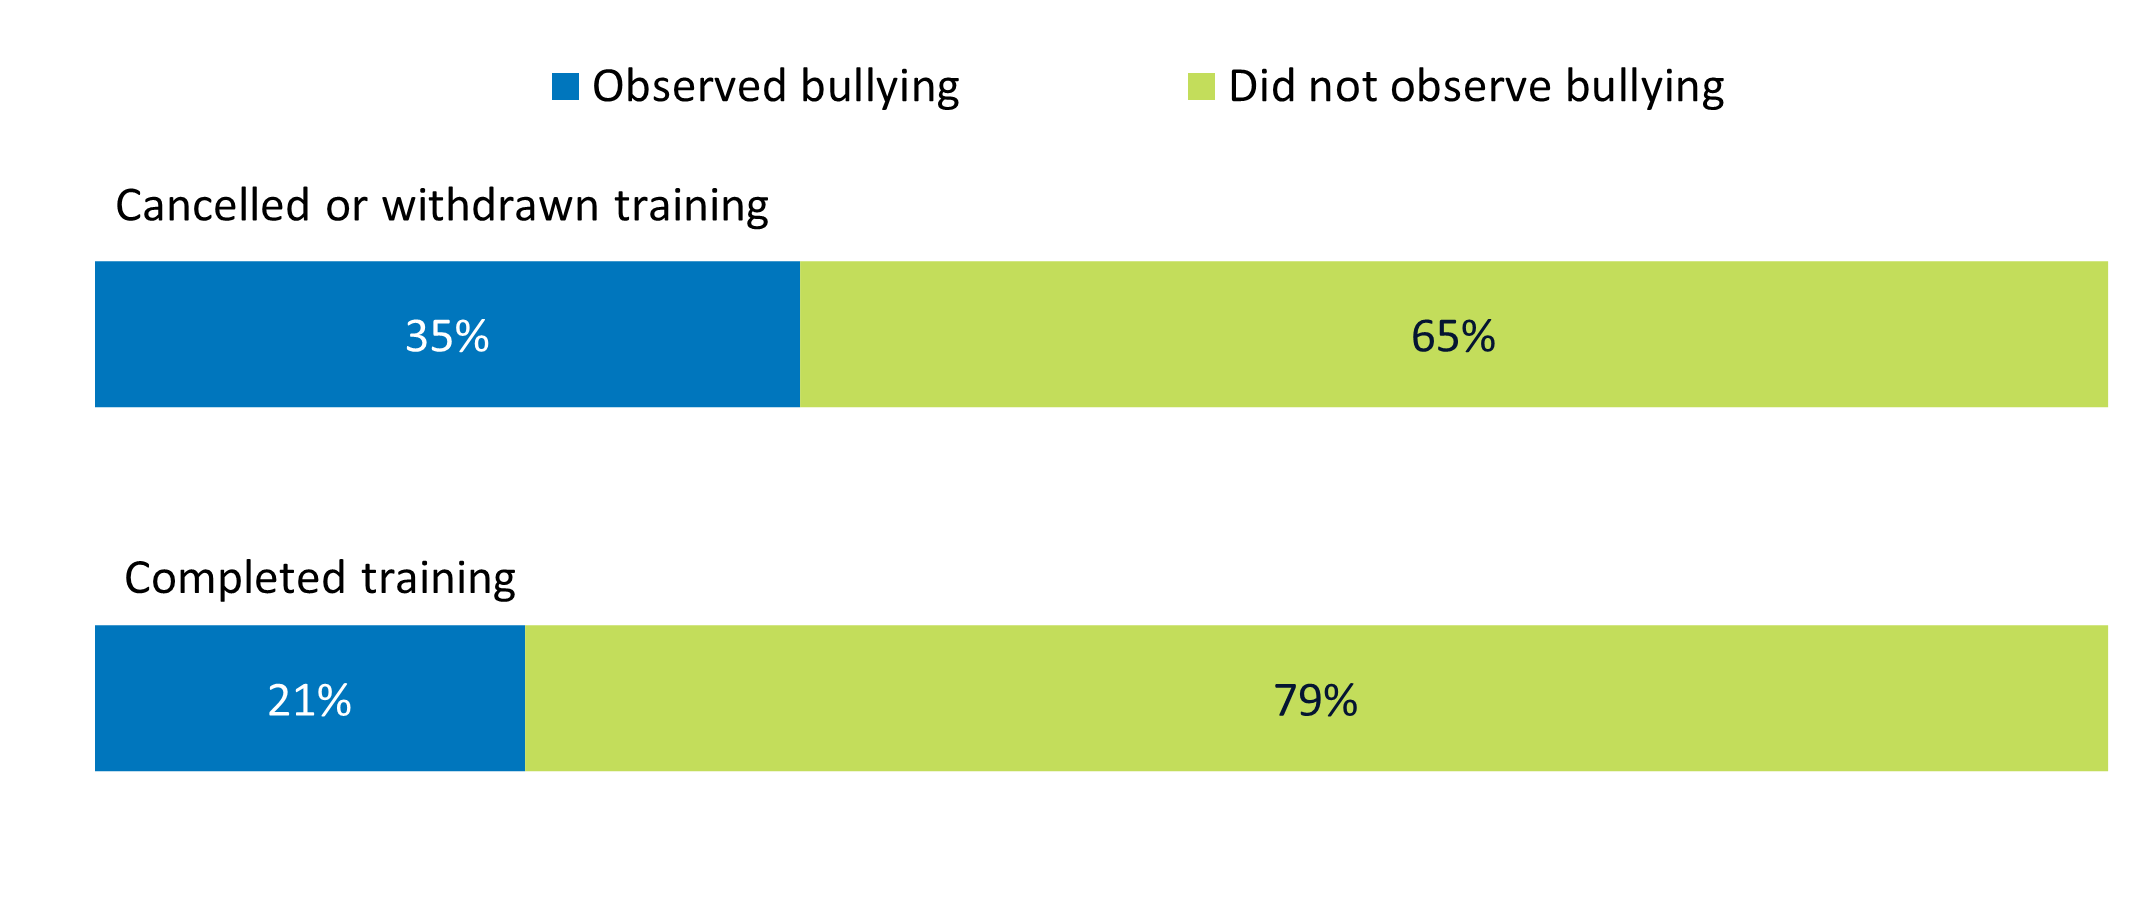 Observed bullying Did not observe bullying
Cancelled or withdrawn training
35% 65%
Completed training
21% 79%